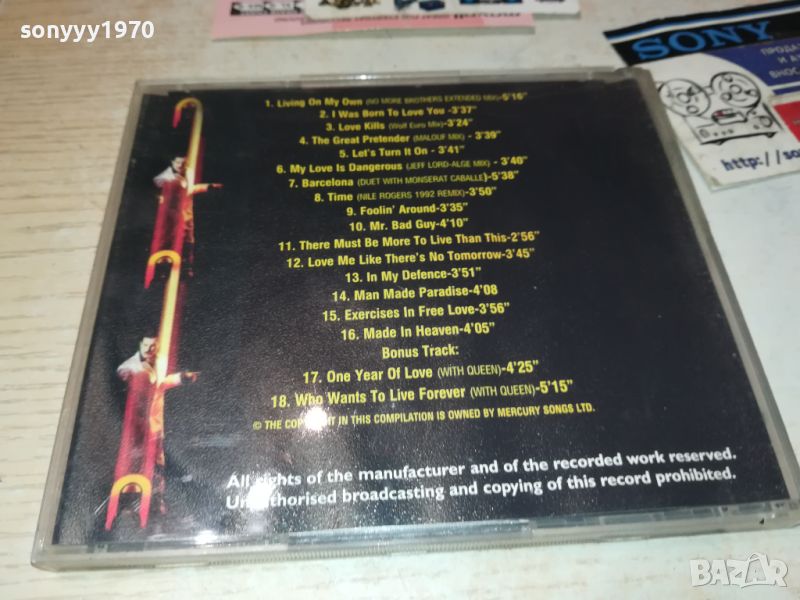 sonyyy1970
SONY
ПРОДА
И А
ВНОС
http://so
1. Living On My Own (NO MORE BROTHERS EXTENDED MIX)-5'16"
2. I Was Born To Love You -3'37"
3. Love Kills (Wolf Euro Mix)-3'24"
4. The Great Pretender (MALOUF MIX) - 3'39"
5. Let's Turn It On - 3'41"
6. My Love Is Dangerous (JEFF LORD-ALGE MIX) - 3'40"
7. Barcelona (DUET WITH MONSERAT CABALLE)-5'38"
8. Time (NILE ROGERS 1992 REMIX)-3'50"
9. Foolin' Around-3'35"
10. Mr. Bad Guy-4'10"
11. There Must Be More To Live Than This-2'56"
12. Love Me Like There's No Tomorrow-3'45"
13. In My Defence-3'51"
14. Man Made Paradise-4'08
15. Exercises In Free Love-3'56"
16. Made In Heaven-4'05"
Bonus Track:
17. One Year Of Love (WITH QUEEN)-4'25"
18. Who Wants To Live Forever (WITH QUEEN)-5'15"
© THE COPYRIGHT IN THIS COMPILATION IS OWNED BY MERCURY SONGS LTD.
All rights of the manufacturer and of the recorded work reserved.
Unauthorised broadcasting and copying of this record prohibited.
BAZAR